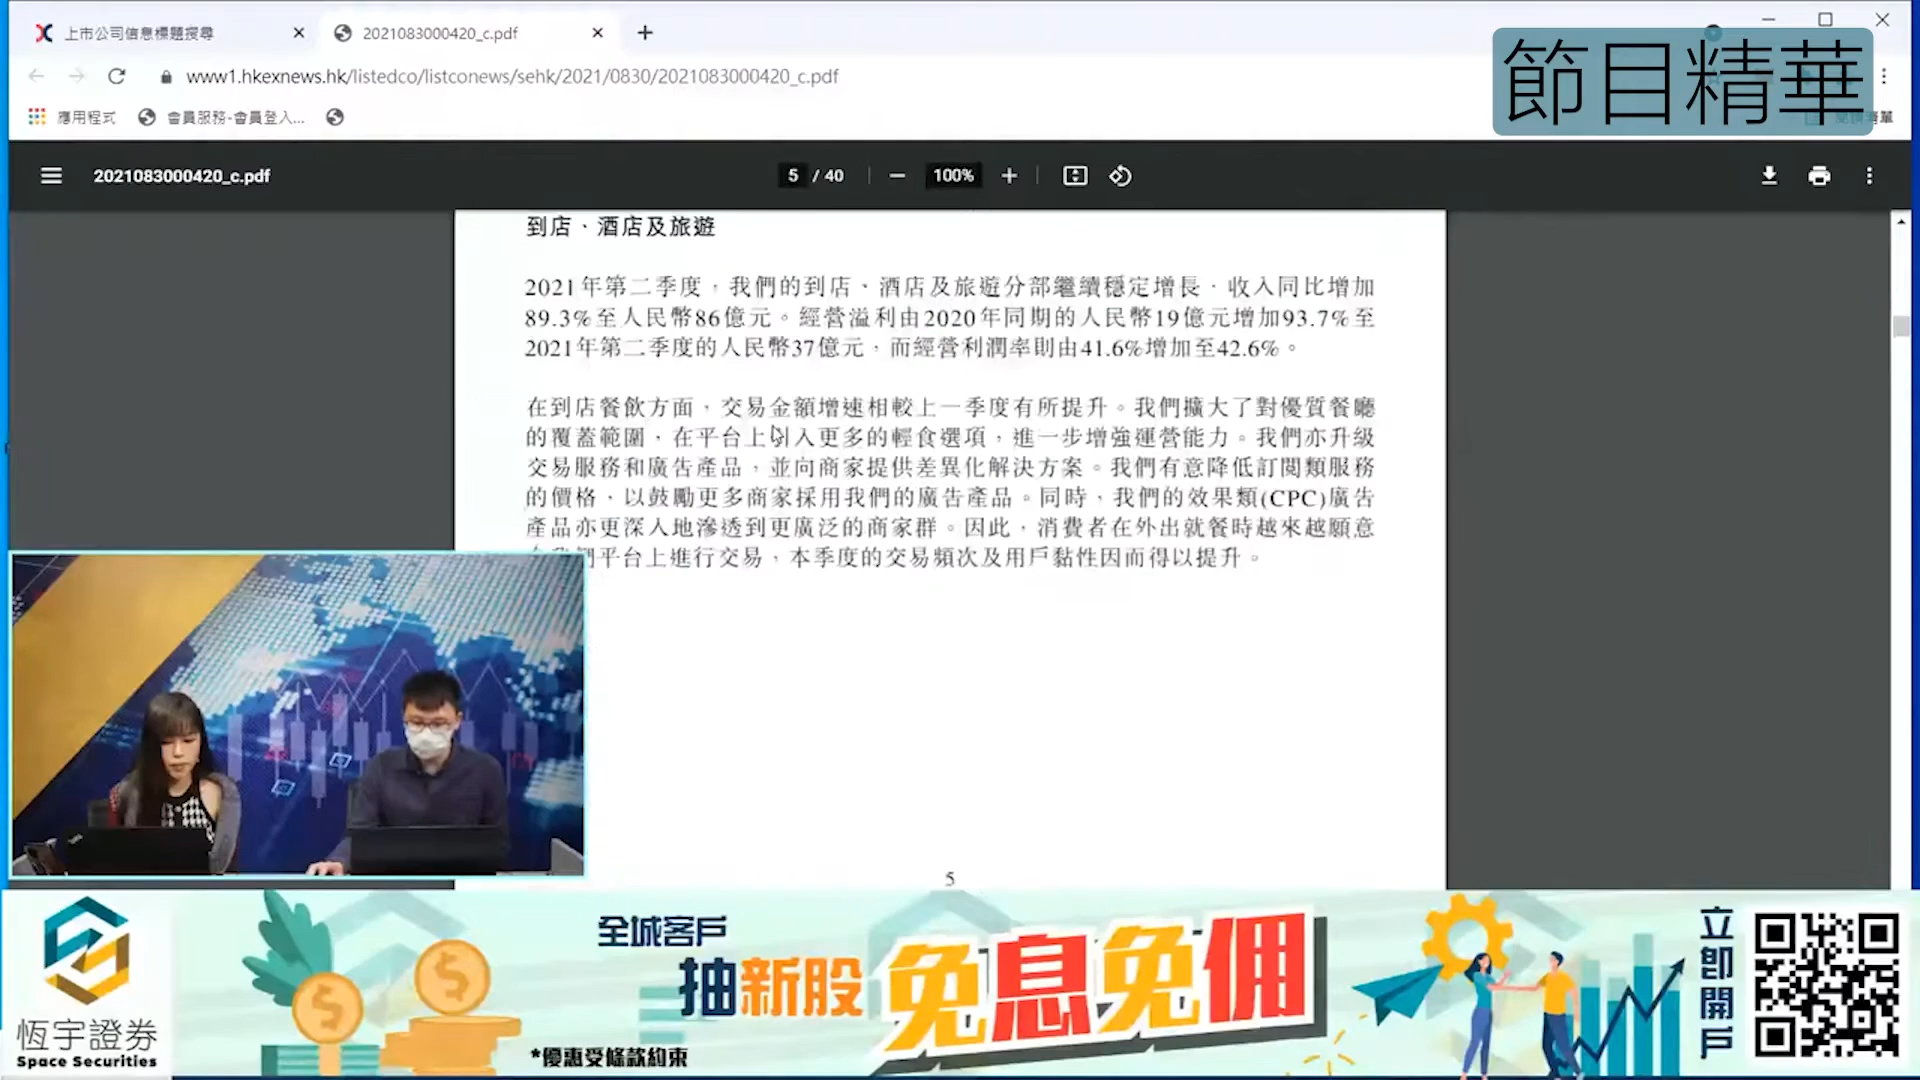 上市公司信息標題搜尋
2021083000420_c.pdf
www1.hkexnews.hk/listedco/listconews/sehk/2021/0830/2021083000420_c.pdf
節目精華
應用程式
會員服務-會員登入...
2021083000420_c.pdf
5 / 40
100%
到店、酒店及旅遊
2021年第二季度，我們的到店、酒店及旅遊分部繼續穩定增長，收入同比增加
89.3%至人民幣86億元。經營溢利由2020年同期的人民幣19億元增加93.7%至
2021年第二季度的人民幣37億元，而經營利潤率則由41.6%增加至42.6%。
在到店餐飲方面，交易金額增速相較上一季度有所提升。我們擴大了對優質餐廳
的覆蓋範圍，在平台上引入更多的輕食選項，進一步增強運營能力。我們亦升級
交易服務和廣告產品，並向商家提供差異化解決方案。我們有意降低訂閱類服務
的價格，以鼓勵更多商家採用我們的廣告產品。同時，我們的效果類(CPC)廣告
產品亦更深入地滲透到更廣泛的商家群。因此，消費者在外出就餐時越來越願意
平台上進行交易，本季度的交易頻次及用戶黏性因而得以提升。
5
恆宇證券
Space Securities
全城客戶
抽新股
免息免佣
*優惠受條款約束
立即開戶